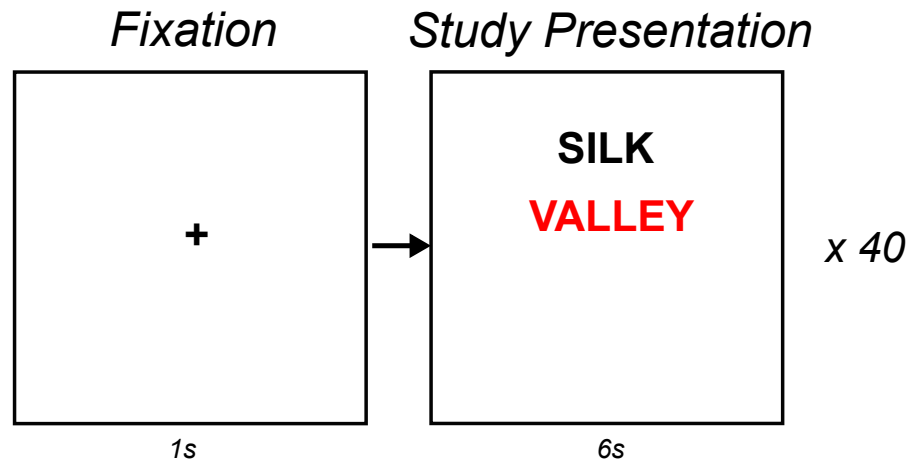 Fixation
Study Presentation
+
SILK
VALLEY
x 40
1s
6s